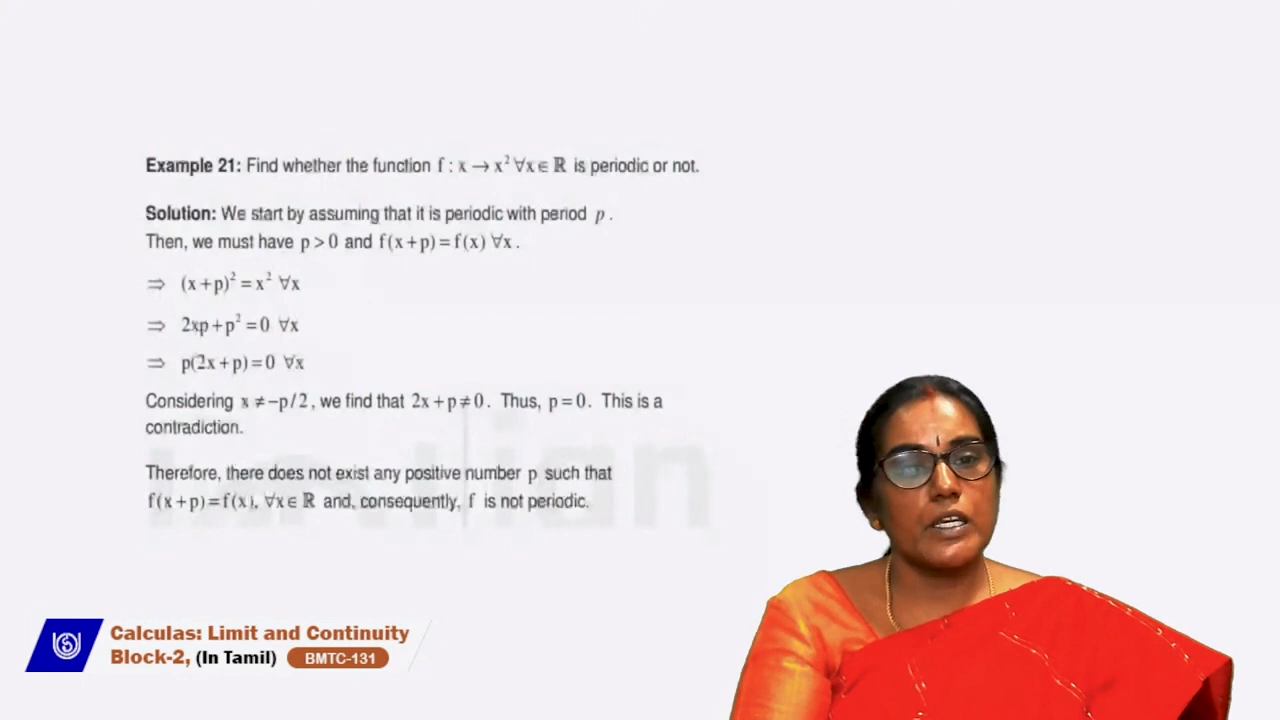 Example 21: Find whether the function f : x → x² ∀x ∈ ℝ is periodic or not.
Solution: We start by assuming that it is periodic with period p .
Then, we must have p > 0 and f(x + p) = f(x) ∀x .
⇒ (x + p)² = x² ∀x
⇒ 2xp + p² = 0 ∀x
⇒ p(2x + p) = 0 ∀x
Considering x ≠ –p/2 , we find that 2x + p ≠ 0 . Thus, p = 0 . This is a
contradiction.
Therefore, there does not exist any positive number p such that
f(x + p) = f(x), ∀x ∈ ℝ and, consequently, f is not periodic.
Calculas: Limit and Continuity
Block-2, (In Tamil) BMTC-131